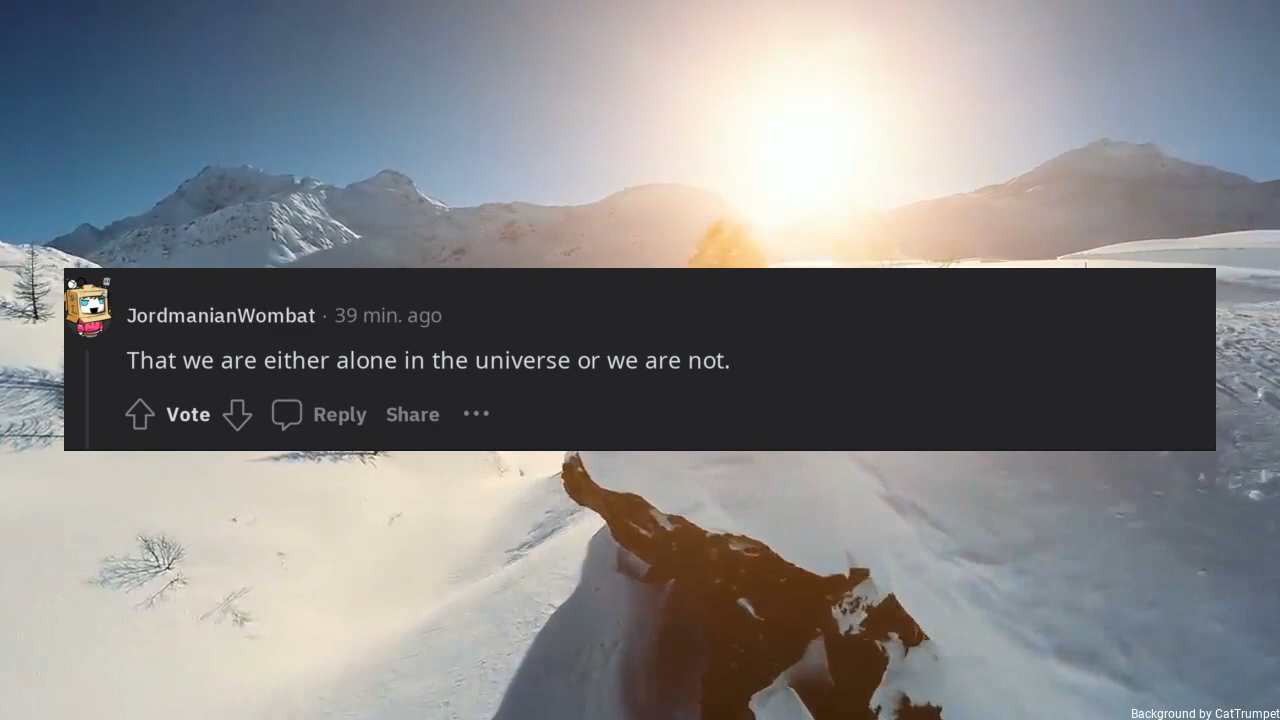 JordmanianWombat · 39 min. ago
That we are either alone in the universe or we are not.
Vote Reply Share •••
Background by CatTrumpet